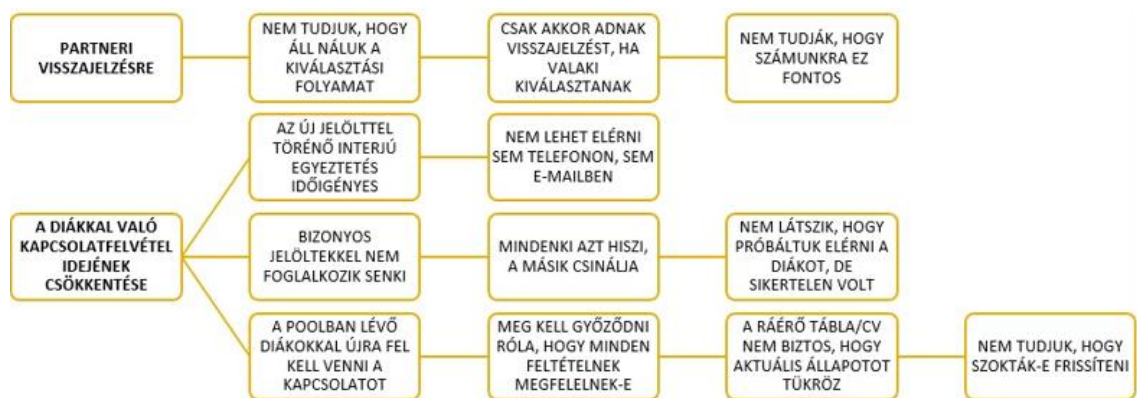 PARTNERI
VISSZAJELZÉSRE
NEM TUDJUK, HOGY
ÁLL NÁLUK A
KIVÁLASZTÁSI
FOLYAMAT
CSAK AKKOR ADNAK
VISSZAJELZÉST, HA
VALAKI
KIVÁLASZTANAK
NEM TUDJÁK, HOGY
SZÁMUNKRA EZ
FONTOS
A DIÁKKAL VALÓ
KAPCSOLATFELVÉTEL
IDEJÉNEK
CSÖKKENTÉSE
AZ ÚJ JELÖLTTEL
TÖRÉNŐ INTERJÚ
EGYEZTETÉS
IDŐIGÉNYES
NEM LEHET ELÉRNI
SEM TELEFONON, SEM
E-MAILBEN
BIZONYOS
JELÖLTEKKEL NEM
FOGLALKOZIK SENKI
MINDENKI AZT HISZI,
A MÁSIK CSINÁLJA
NEM LÁTSZIK, HOGY
PRÓBÁLTUK ELÉRNI A
DIÁKOT, DE
SIKERTELEN VOLT
A POOLBAN LÉVŐ
DIÁKOKKAL ÚJRA FEL
KELL VENNI A
KAPCSOLATOT
MEG KELL GYŐZŐDNI
RÓLA, HOGY MINDEN
FELTÉTELNEK
MEGFELELNEK-E
A RÁÉRŐ TÁBLA/CV
NEM BIZTOS, HOGY
AKTUÁLIS ÁLLAPOTOT
TÜKRÖZ
NEM TUDJUK, HOGY
SZOKTÁK-E FRISSÍTENI